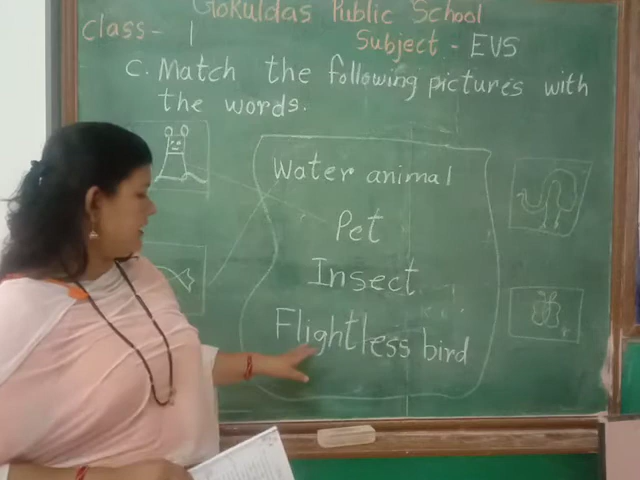 Gokuldas Public School
Class - 1
Subject - EVS
C. Match the following pictures with
the words.
Water animal
Pet
Insect
Flightless bird